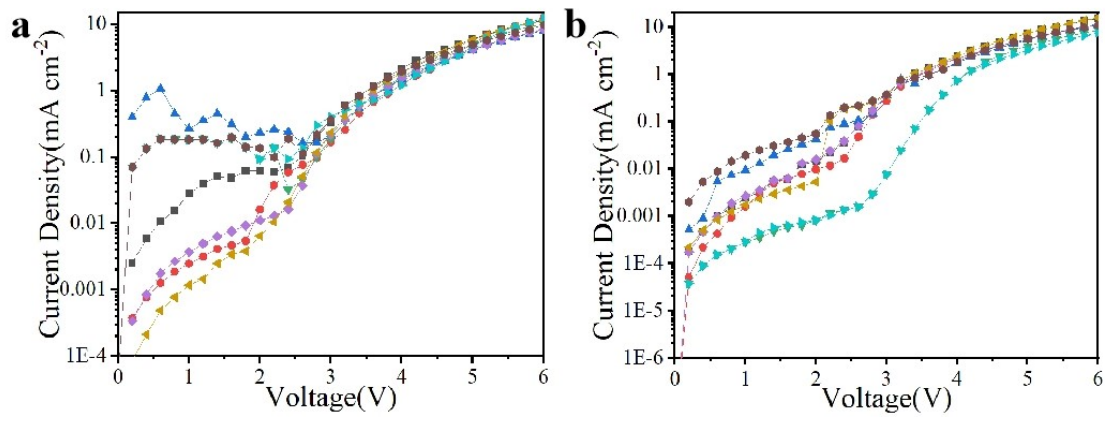 a
Current Density(mA cm-2)
10
1
0.1
0.01
0.001
1E-4
0 1 2 3 4 5 6
Voltage(V)
b
Current Density(mA cm-2)
10
1
0.1
0.01
0.001
1E-4
1E-5
1E-6
0 1 2 3 4 5 6
Voltage(V)